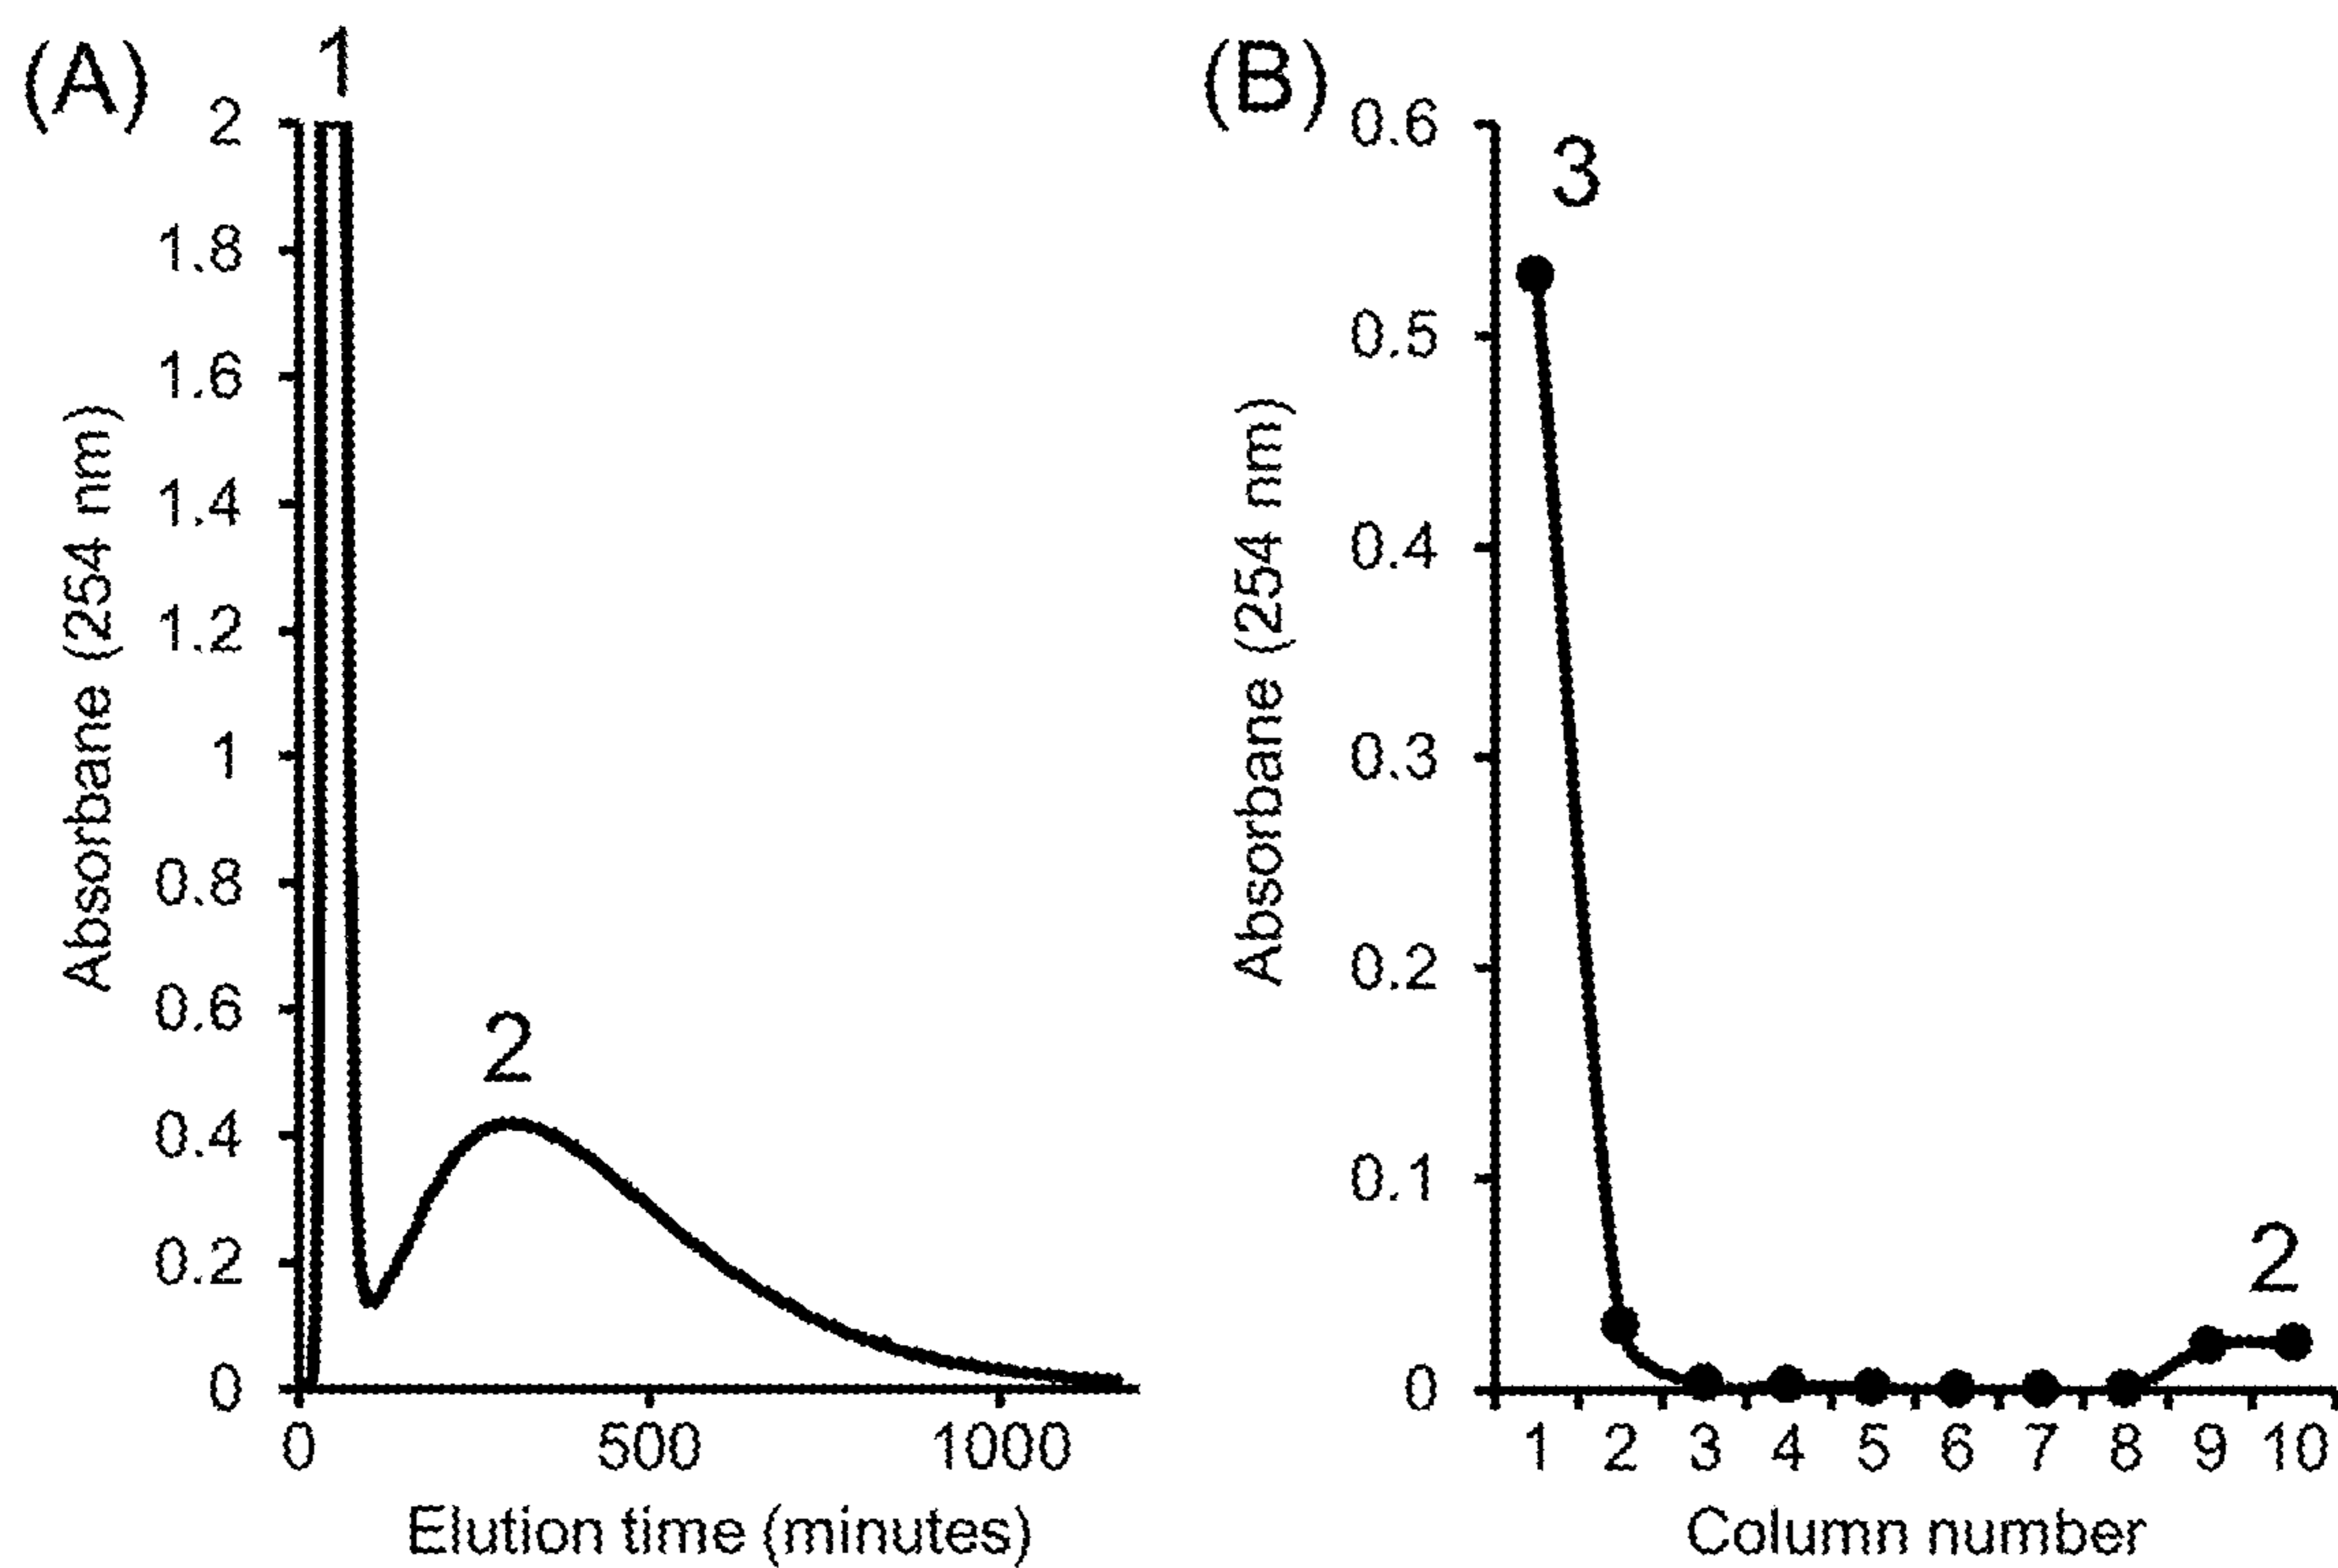 (A)
1
2
1.8
1.6
1.4
1.2
1
0.8
0.6
0.4
0.2
0
Absorbane (254 nm)
2
0 500 1000
Elution time (minutes)
(B)
3
0.6
0.5
0.4
0.3
0.2
0.1
0
Absorbane (254 nm)
2
1 2 3 4 5 6 7 8 9 10
Column number